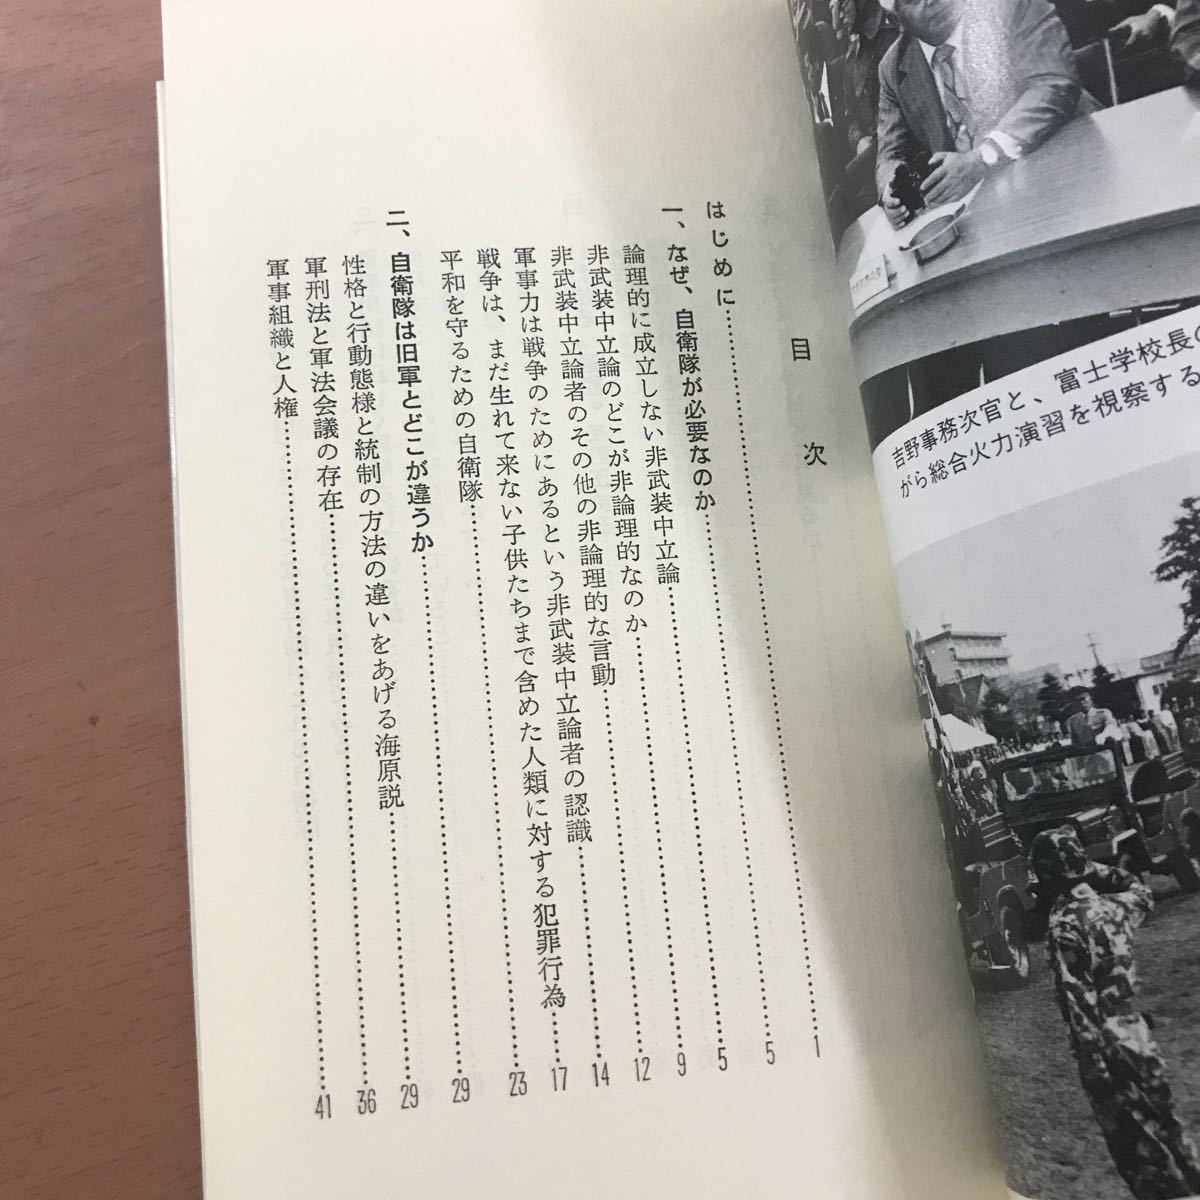 目次
はじめに……1
一、なぜ、自衛隊が必要なのか……5
論理的に成立しない非武装中立論……5
非武装中立論のどこが非論理的なのか……9
非武装中立論者のその他の非論理的な言動……12
軍事力は戦争のためにあるという非武装中立論者の認識……14
戦争は、まだ生れて来ない子供たちまで含めた人類に対する犯罪行為……17
平和を守るための自衛隊……23
二、自衛隊は旧軍とどこが違うか……29
性格と行動態様と統制の方法の違いをあげる海原説……29
軍刑法と軍法会議の存在……36
軍事組織と人権……41
吉野事務次官と、富士学校長の
がら総合火力演習を視察する